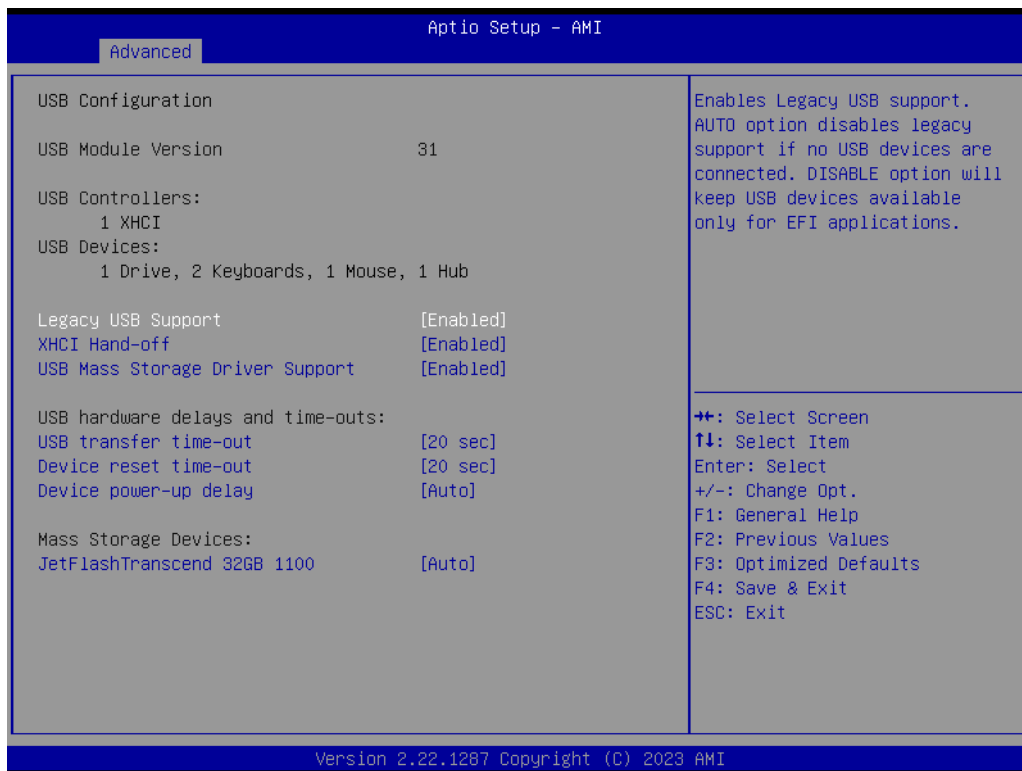 Aptio Setup – AMI
Advanced
USB Configuration
USB Module Version 31
USB Controllers:
1 XHCI
USB Devices:
1 Drive, 2 Keyboards, 1 Mouse, 1 Hub
Legacy USB Support [Enabled]
XHCI Hand-off [Enabled]
USB Mass Storage Driver Support [Enabled]
USB hardware delays and time-outs:
USB transfer time-out [20 sec]
Device reset time-out [20 sec]
Device power-up delay [Auto]
Mass Storage Devices:
JetFlashTranscend 32GB 1100 [Auto]
Enables Legacy USB support.
AUTO option disables legacy
support if no USB devices are
connected. DISABLE option will
keep USB devices available
only for EFI applications.
→←: Select Screen
↑↓: Select Item
Enter: Select
+/-: Change Opt.
F1: General Help
F2: Previous Values
F3: Optimized Defaults
F4: Save & Exit
ESC: Exit
Version 2.22.1287 Copyright (C) 2023 AMI